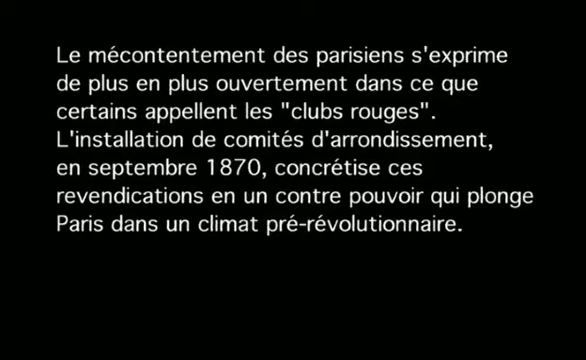 Le mécontentement des parisiens s'exprime
de plus en plus ouvertement dans ce que
certains appellent les "clubs rouges".
L'installation de comités d'arrondissement,
en septembre 1870, concrétise ces
revendications en un contre pouvoir qui plonge
Paris dans un climat pré-révolutionnaire.